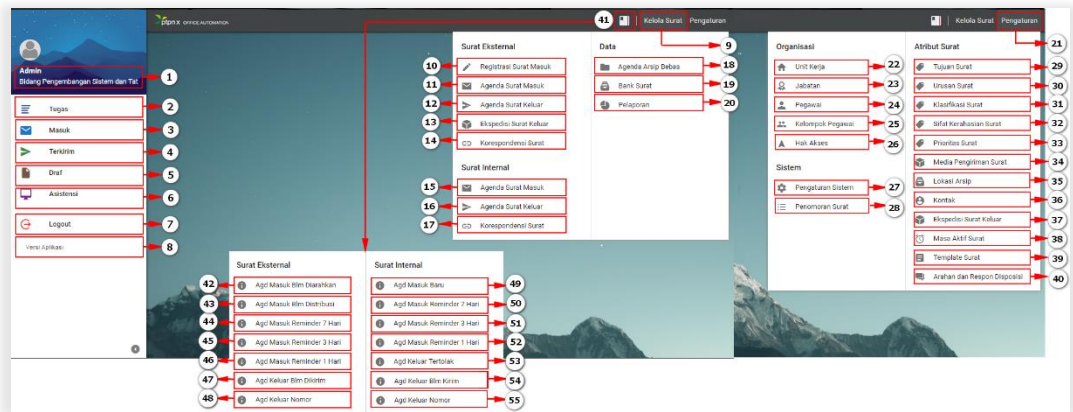 ptpn x OFFICE AUTOMATION
41
Kelola Surat
Pengaturan
Kelola Surat
Pengaturan
Admin
Bidang Pengembangan Sistem dan Tat
1
Tugas
2
Masuk
3
Terkirim
4
Draf
5
Asistensi
6
Logout
7
Versi Aplikasi
8
Surat Eksternal
9
10
Registrasi Surat Masuk
11
Agenda Surat Masuk
12
Agenda Surat Keluar
13
Ekspedisi Surat Keluar
14
Korespondensi Surat
Surat Internal
15
Agenda Surat Masuk
16
Agenda Surat Keluar
17
Korespondensi Surat
Data
Agenda Arsip Bebas
18
Bank Surat
19
Pelaporan
20
Organisasi
21
Unit Kerja
22
Jabatan
23
Pegawai
24
Kelompok Pegawai
25
Hak Akses
26
Sistem
Pengaturan Sistem
27
Penomoran Surat
28
Atribut Surat
Tujuan Surat
29
Urusan Surat
30
Klasifikasi Surat
31
Sifat Kerahasian Surat
32
Prioritas Surat
33
Media Pengiriman Surat
34
Lokasi Arsip
35
Kontak
36
Ekspedisi Surat Keluar
37
Masa Aktif Surat
38
Template Surat
39
Arahan dan Respon Disposisi
40
Surat Eksternal
42
Agd Masuk Blm Diarahkan
43
Agd Masuk Blm Distribusi
44
Agd Masuk Reminder 7 Hari
45
Agd Masuk Reminder 3 Hari
46
Agd Masuk Reminder 1 Hari
47
Agd Keluar Blm Dikirim
48
Agd Keluar Nomor
Surat Internal
Agd Masuk Baru
49
Agd Masuk Reminder 7 Hari
50
Agd Masuk Reminder 3 Hari
51
Agd Masuk Reminder 1 Hari
52
Agd Keluar Tertolak
53
Agd Keluar Blm Kirim
54
Agd Keluar Nomor
55